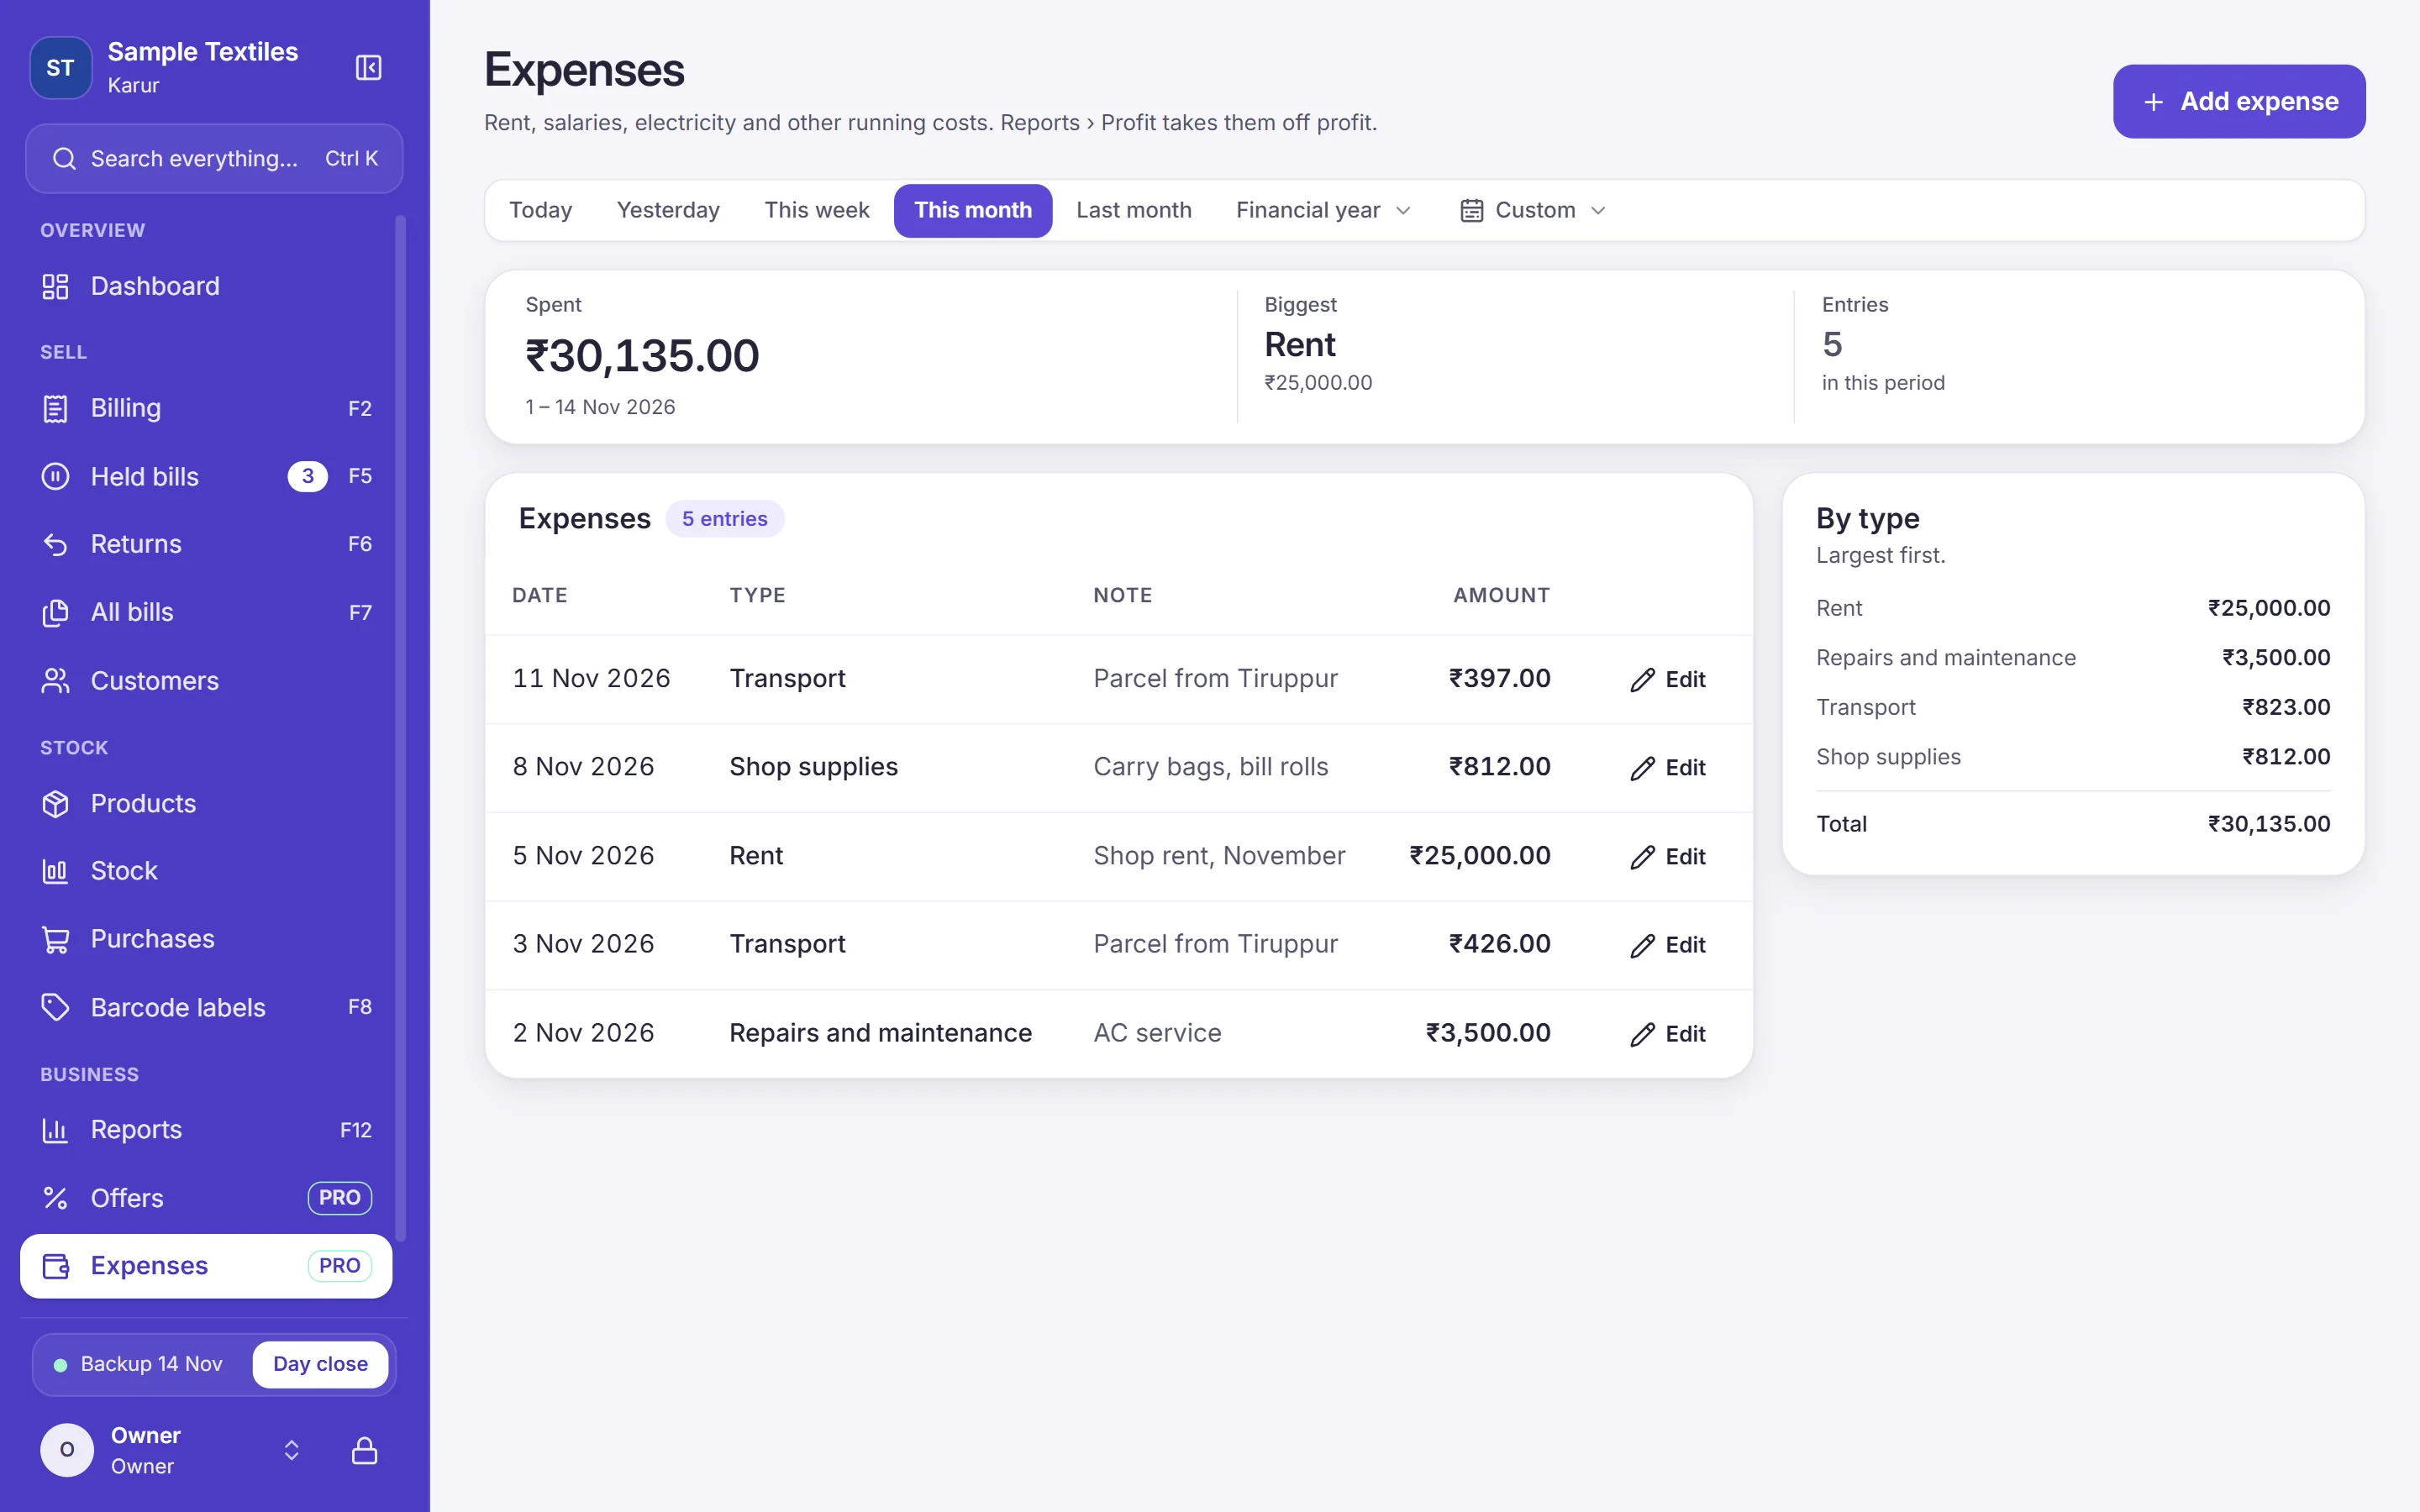 ST
Sample Textiles
Karur
Search everything... Ctrl K
OVERVIEW
Dashboard
SELL
Billing F2
Held bills 3 F5
Returns F6
All bills F7
Customers
STOCK
Products
Stock
Purchases
Barcode labels F8
BUSINESS
Reports F12
Offers PRO
Expenses PRO
Backup 14 Nov Day close
O
Owner
Owner
Expenses
Rent, salaries, electricity and other running costs. Reports › Profit takes them off profit.
+ Add expense
Today Yesterday This week This month Last month Financial year Custom
Spent
₹30,135.00
1 – 14 Nov 2026
Biggest
Rent
₹25,000.00
Entries
5
in this period
Expenses 5 entries
DATE TYPE NOTE AMOUNT
11 Nov 2026 Transport Parcel from Tiruppur ₹397.00 Edit
8 Nov 2026 Shop supplies Carry bags, bill rolls ₹812.00 Edit
5 Nov 2026 Rent Shop rent, November ₹25,000.00 Edit
3 Nov 2026 Transport Parcel from Tiruppur ₹426.00 Edit
2 Nov 2026 Repairs and maintenance AC service ₹3,500.00 Edit
By type
Largest first.
Rent ₹25,000.00
Repairs and maintenance ₹3,500.00
Transport ₹823.00
Shop supplies ₹812.00
Total ₹30,135.00